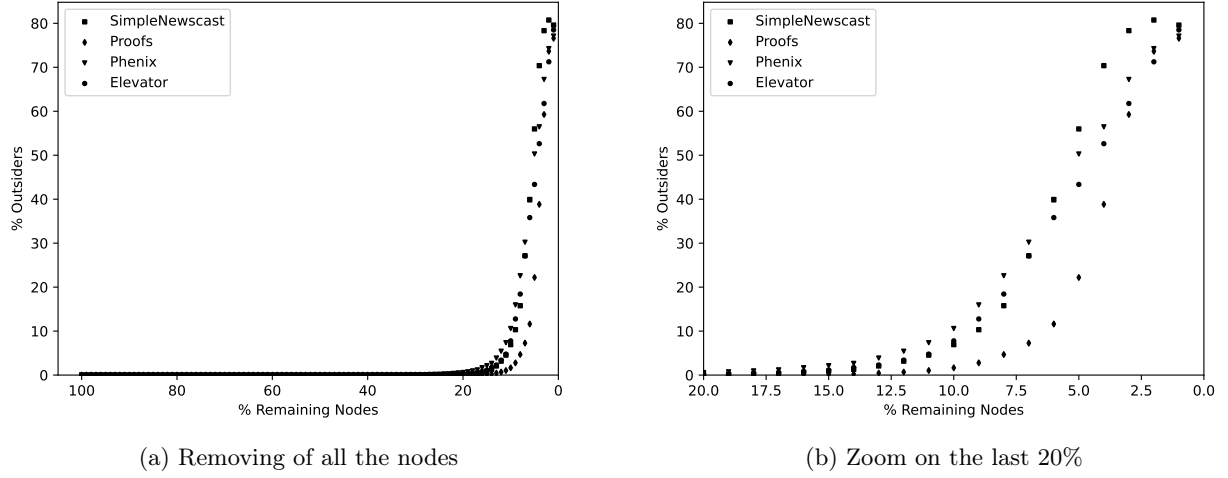 80
70
60
50
40
30
20
10
0
% Outsiders
SimpleNewscast
Proofs
Phenix
Elevator
100 80 60 40 20 0
% Remaining Nodes
(a) Removing of all the nodes
80
70
60
50
40
30
20
10
0
% Outsiders
SimpleNewscast
Proofs
Phenix
Elevator
20.0 17.5 15.0 12.5 10.0 7.5 5.0 2.5 0.0
% Remaining Nodes
(b) Zoom on the last 20%